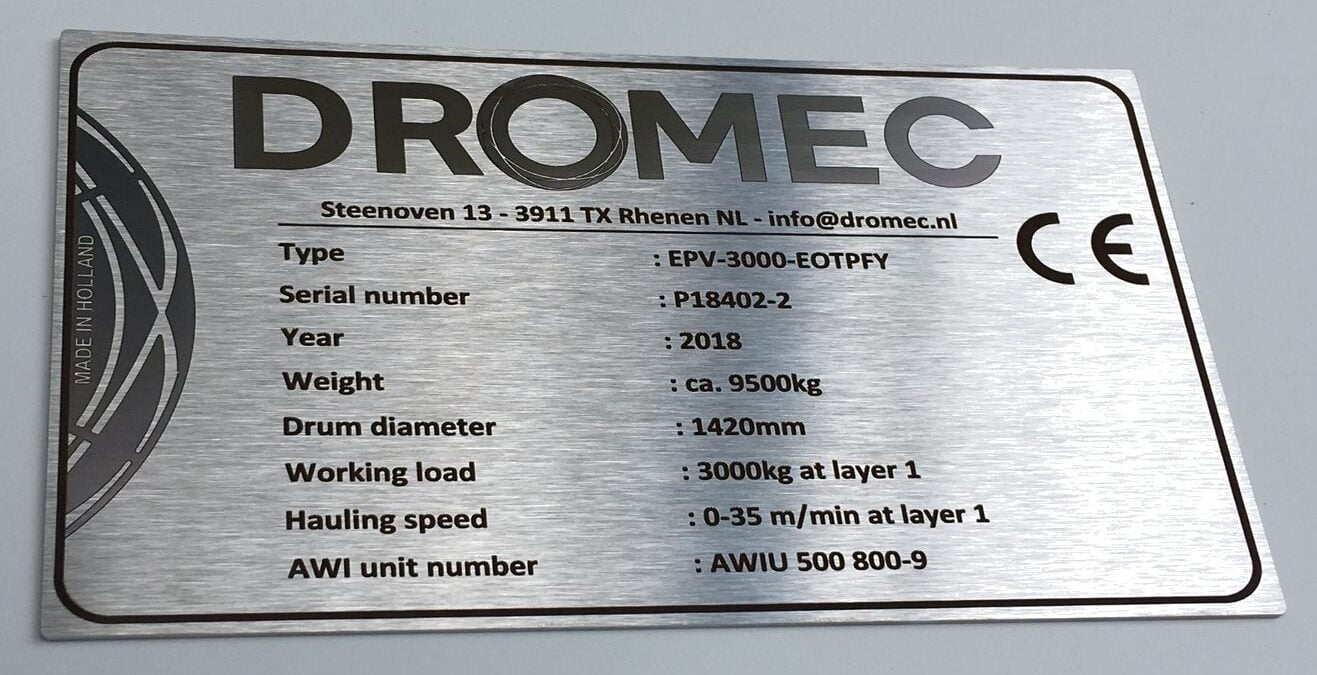 DROMEC
Steenoven 13 - 3911 TX Rhenen NL - info@dromec.nl
CE
Type : EPV-3000-EOTPFY
Serial number : P18402-2
Year : 2018
Weight : ca. 9500kg
Drum diameter : 1420mm
Working load : 3000kg at layer 1
Hauling speed : 0-35 m/min at layer 1
AWI unit number : AWIU 500 800-9
MADE IN HOLLAND